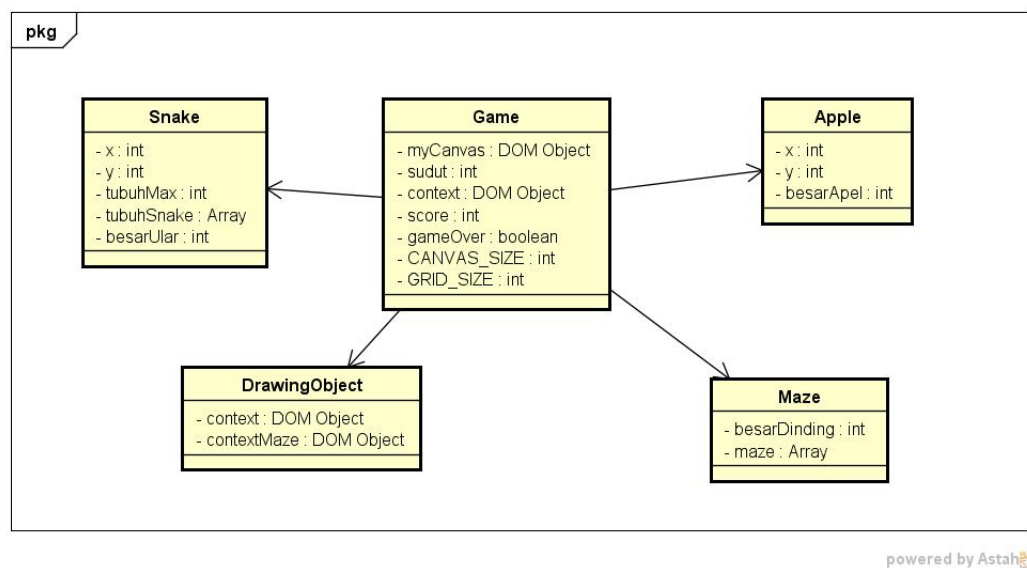 pkg
Snake
- x : int
- y : int
- tubuhMax : int
- tubuhSnake : Array
- besarUlar : int
Game
- myCanvas : DOM Object
- sudut : int
- context : DOM Object
- score : int
- gameOver : boolean
- CANVAS_SIZE : int
- GRID_SIZE : int
Apple
- x : int
- y : int
- besarApel : int
DrawingObject
- context : DOM Object
- contextMaze : DOM Object
Maze
- besarDinding : int
- maze : Array
powered by Astah